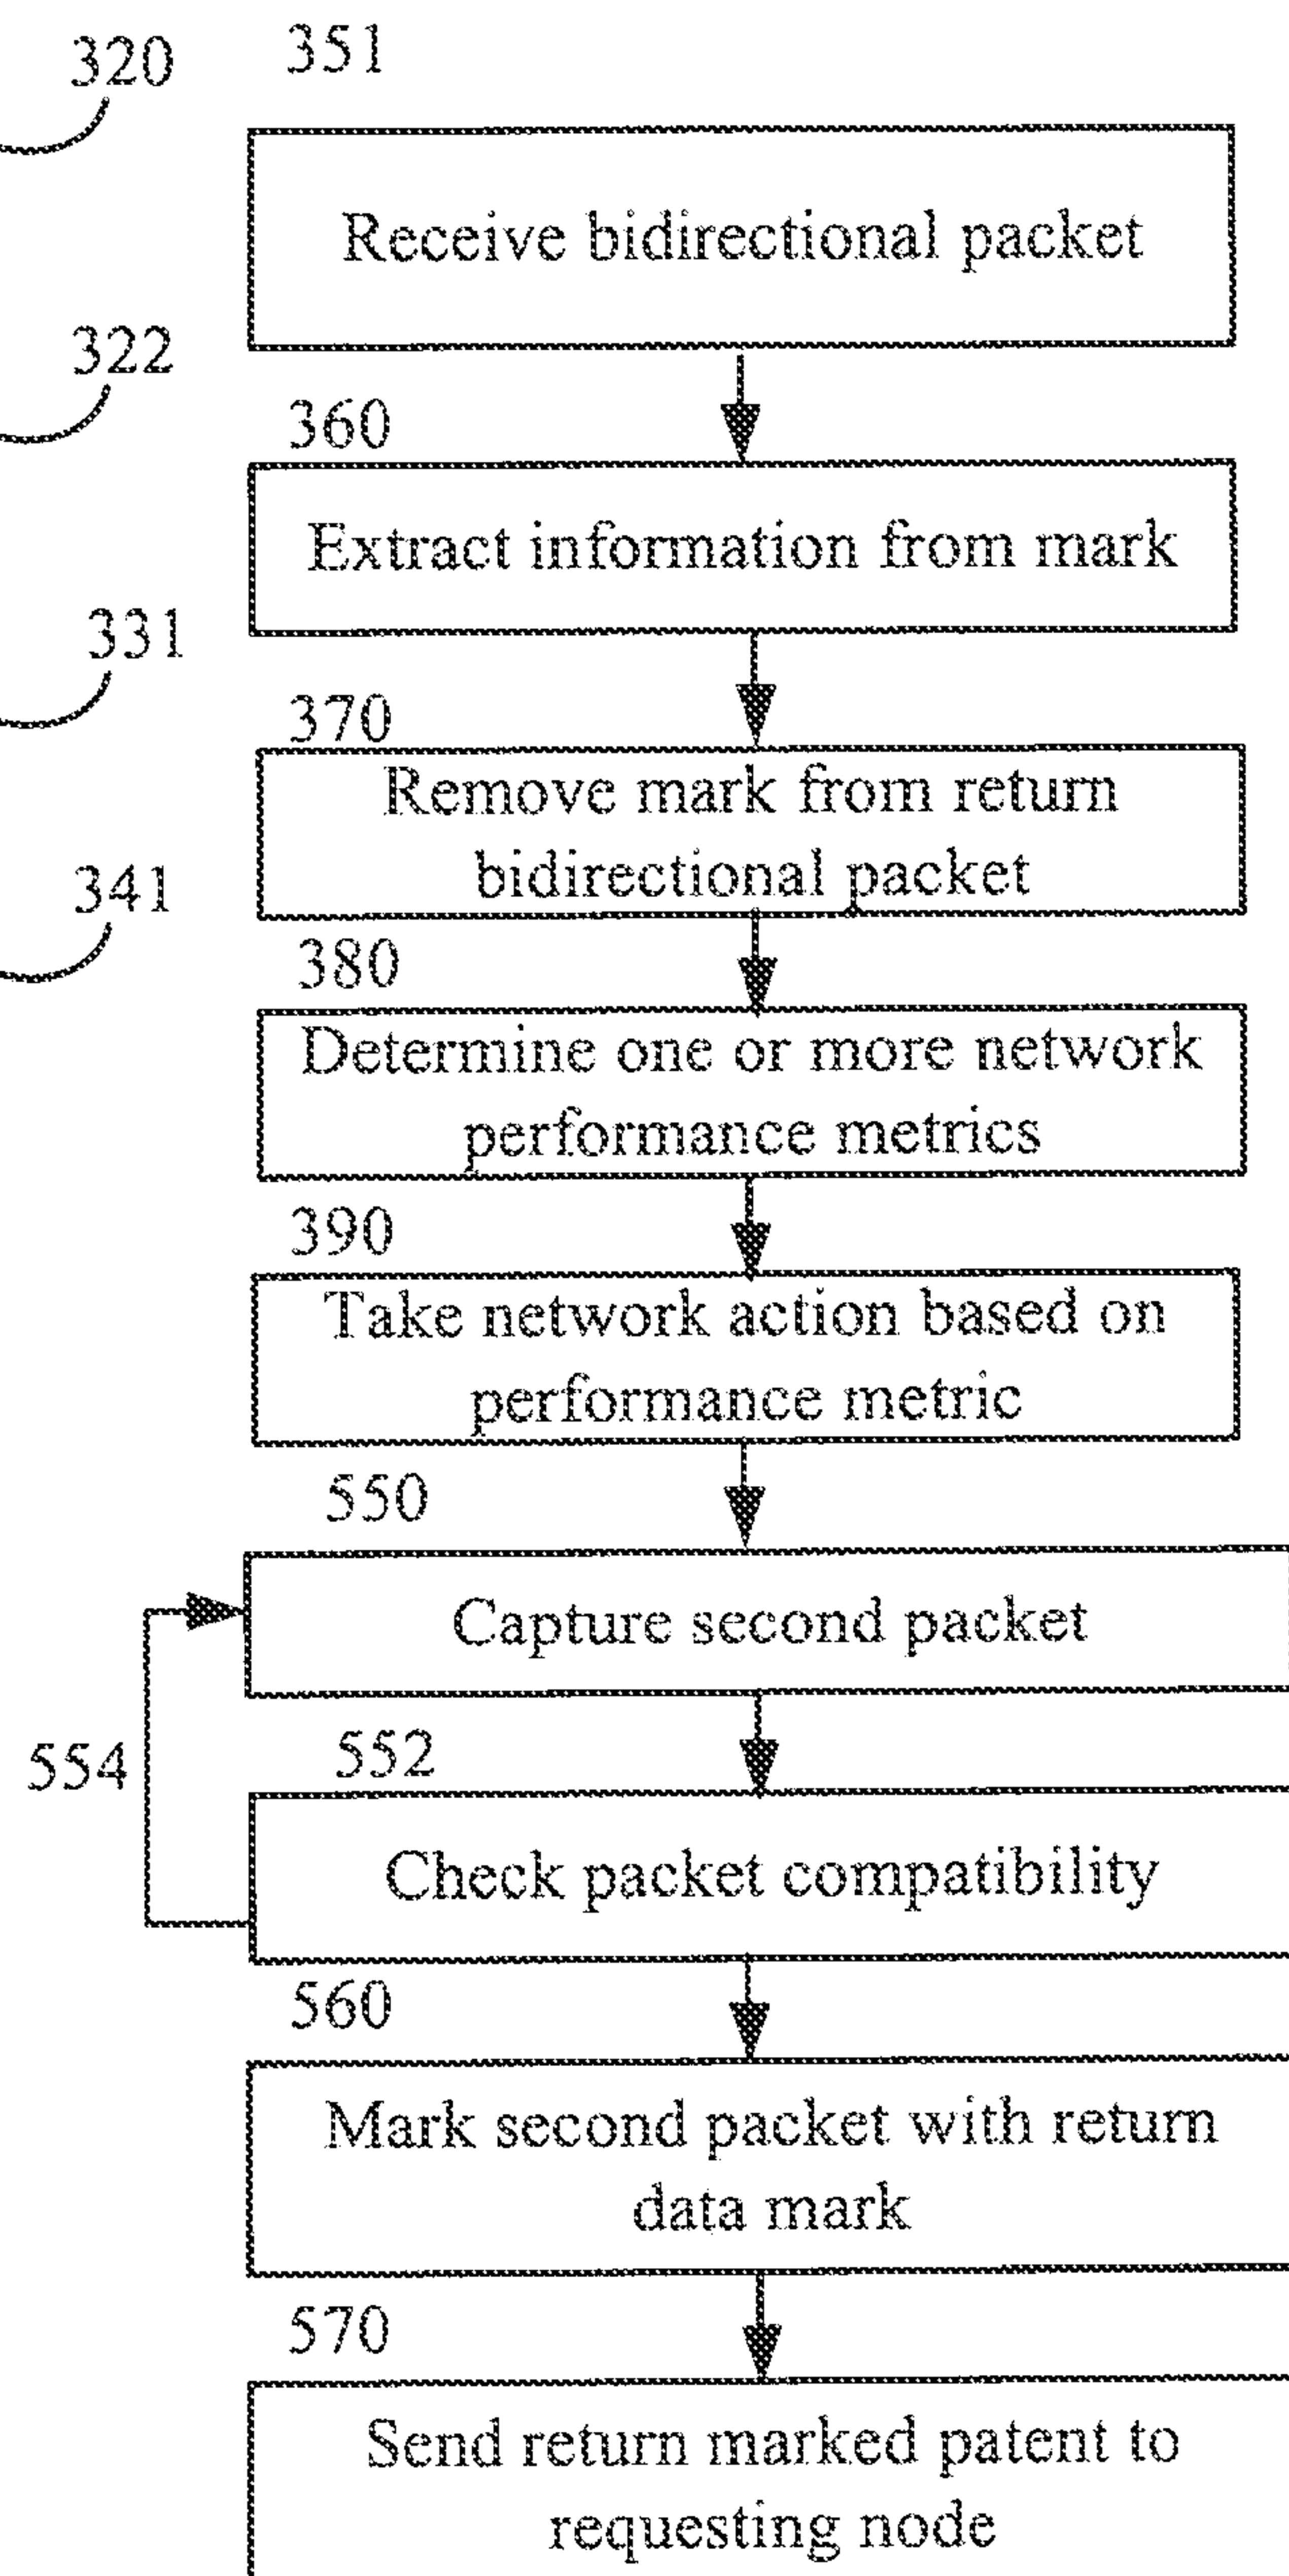 320
351
Receive bidirectional packet
322
360
Extract information from mark
331
370
Remove mark from return
bidirectional packet
341
380
Determine one or more network
performance metrics
390
Take network action based on
performance metric
550
Capture second packet
552
554
Check packet compatibility
560
Mark second packet with return
data mark
570
Send return marked patent to
requesting node